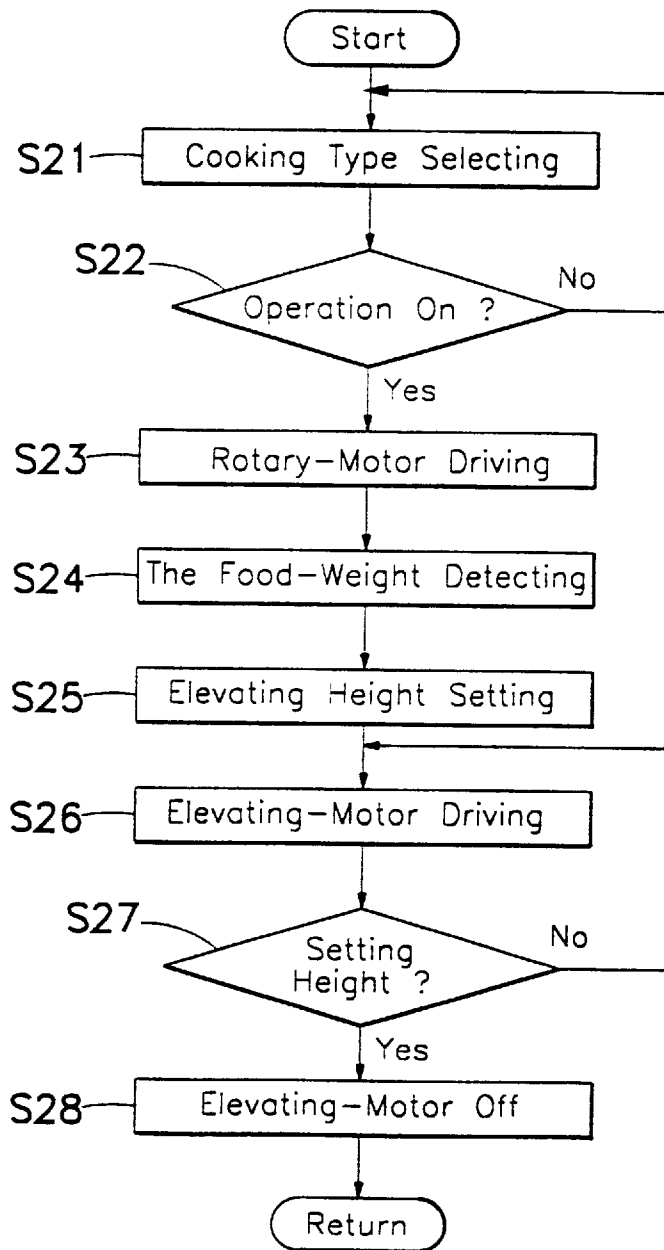 Start
S21 Cooking Type Selecting
S22
Operation On ?
No
Yes
S23 Rotary-Motor Driving
S24 The Food-Weight Detecting
S25 Elevating Height Setting
S26 Elevating-Motor Driving
S27
Setting
Height ?
No
Yes
S28 Elevating-Motor Off
Return